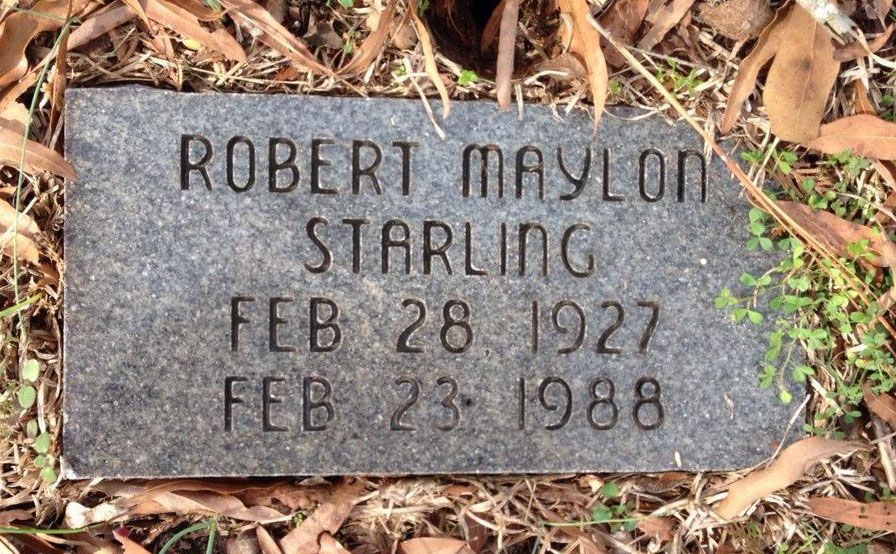 ROBERT MAYLON
STARLING
FEB 28, 1927
FEB 23 1988